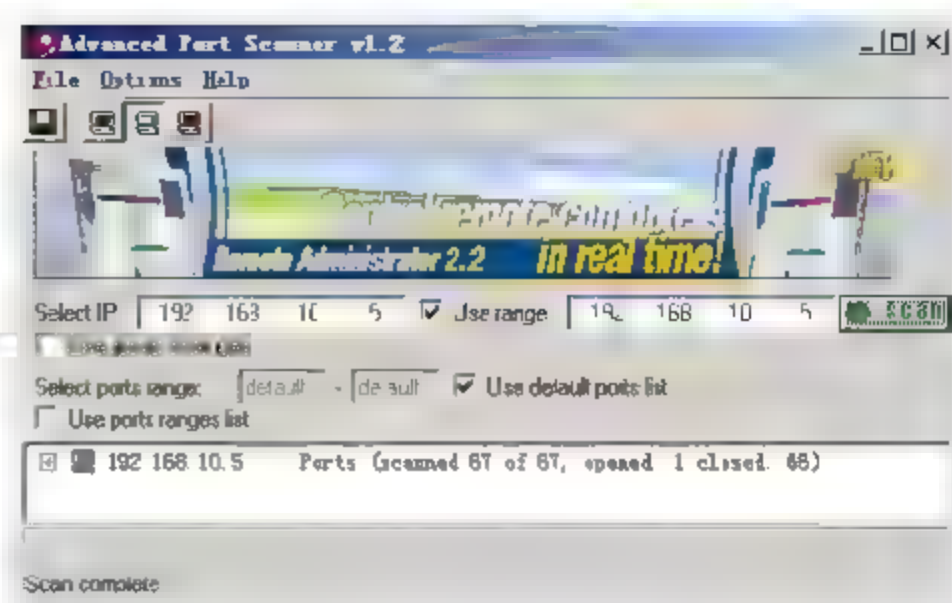 Advanced Port Scanner v1.2
File Options Help
Remote Administrator 2.2 in real time!
Select IP 192 168 10 5 Use range 192 168 10 5 scan
Select ports range: default - default Use default ports list
Use ports ranges list
192.168.10.5 Ports (scanned 67 of 67, opened 1 closed
Scan complete